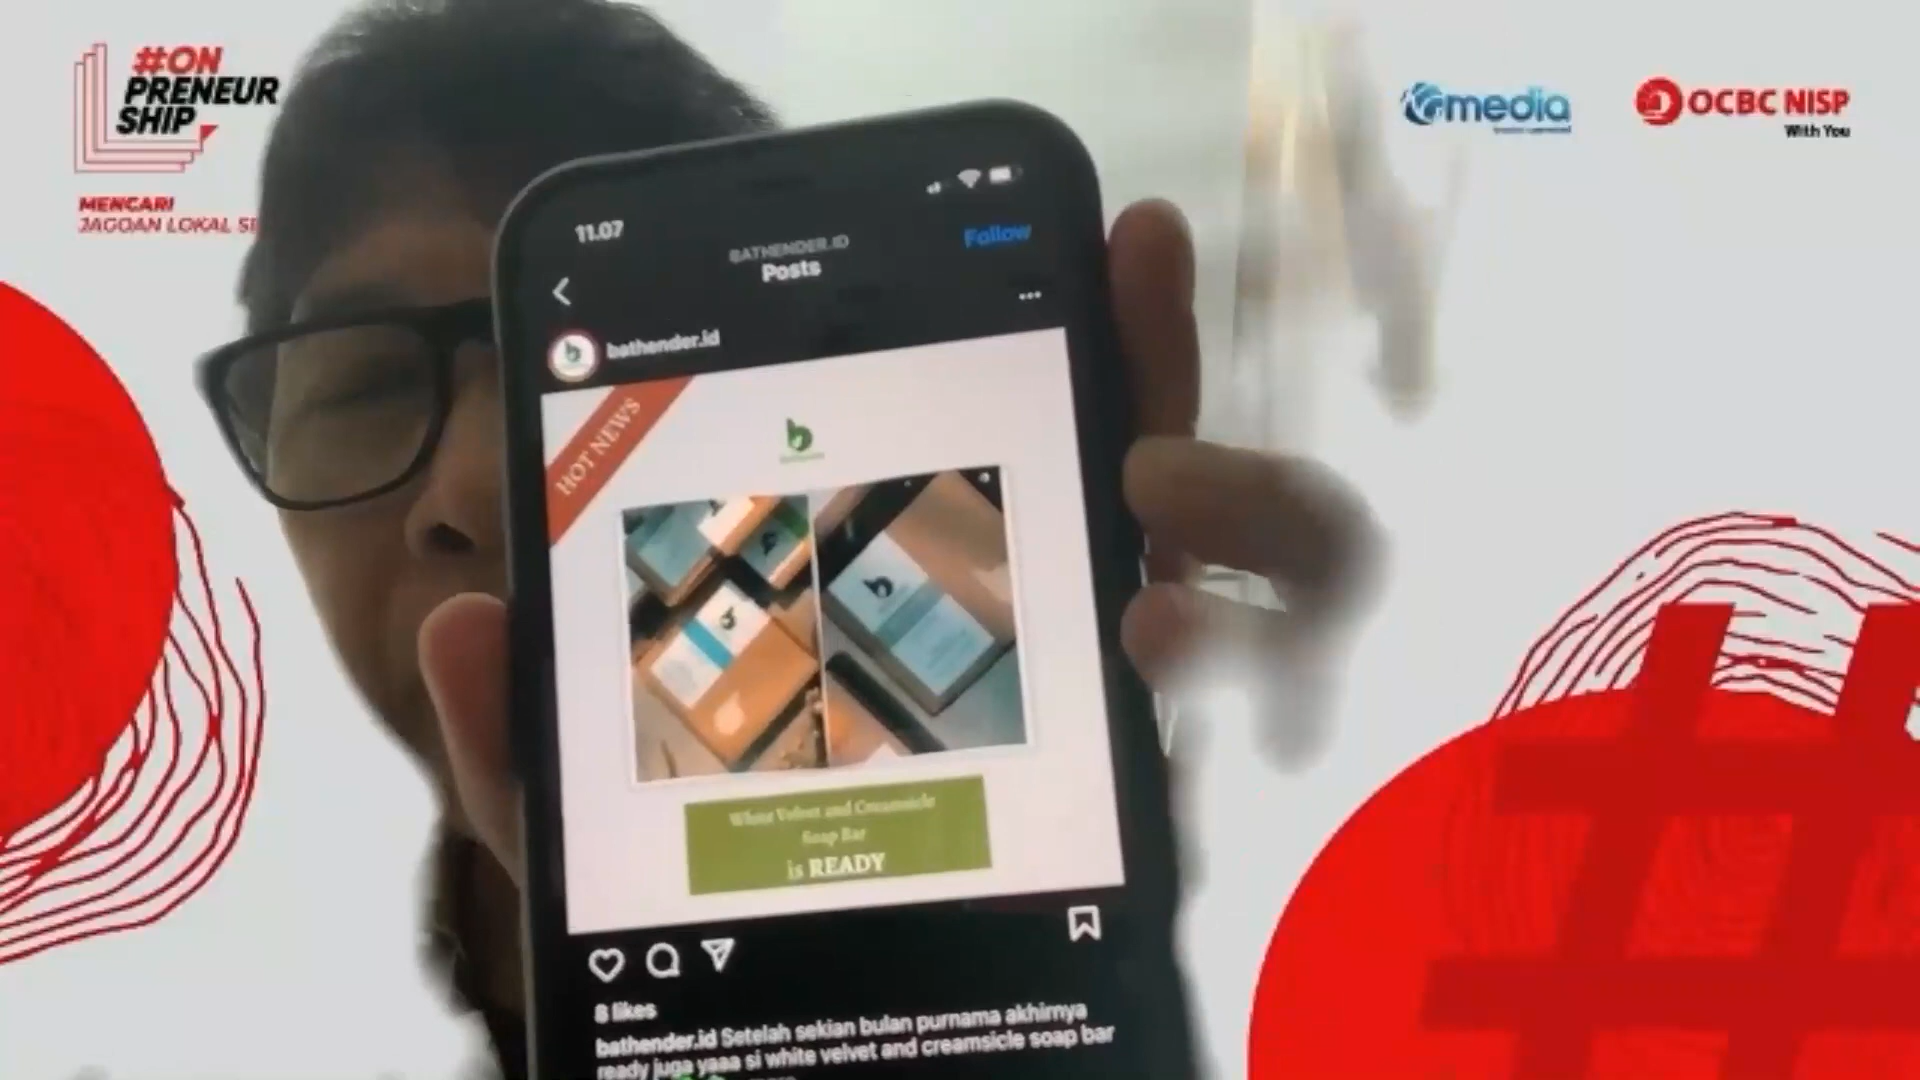 #ON
PRENEUR
SHIP
MENCARI
JAGOAN LOKAL SE
Gmedia
OCBC NISP
With You
11.07
BATHENDER.ID
Posts
Follow
bathender.id
HOT NEWS
White Velvet and Creamsicle
Soap Bar
is READY
8 likes
bathender.id Setelah sekian bulan purnama akhirnya
ready juga yaaa si white velvet and creamsicle soap bar